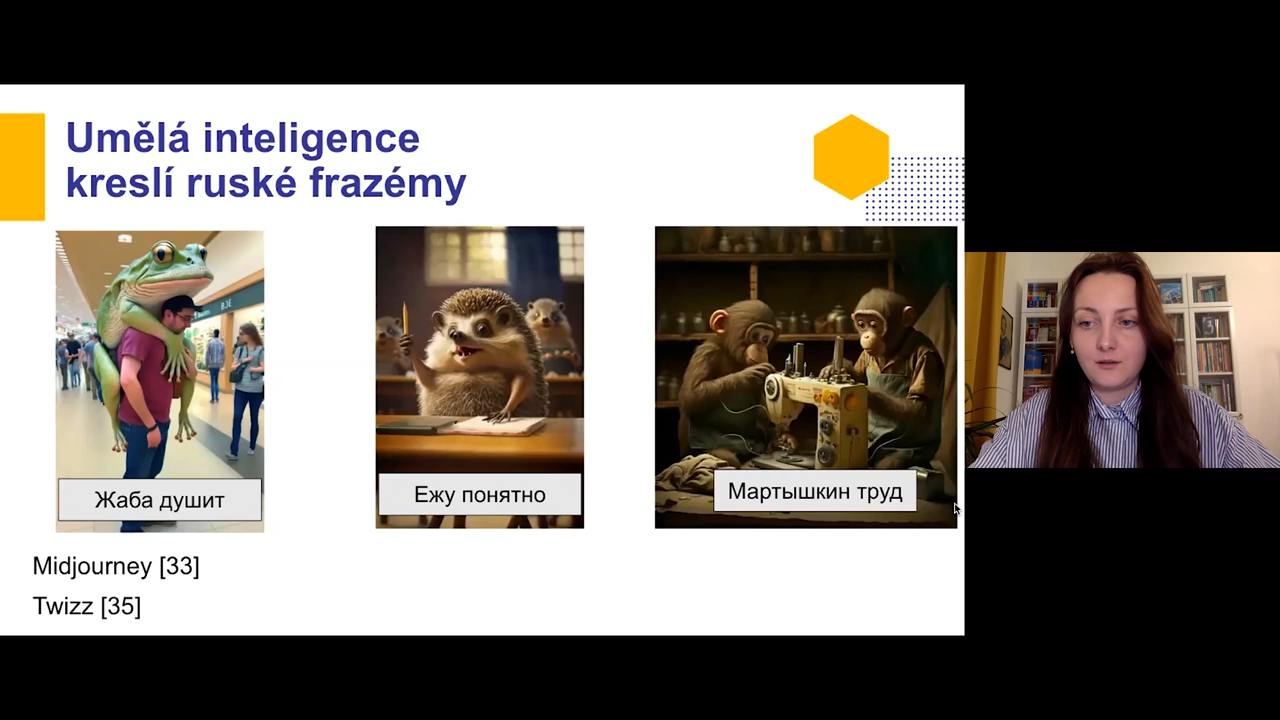 Umělá inteligence
kreslí ruské frazémy
Жаба душит
Ежу понятно
Мартышкин труд
Midjourney [33]
Twizz [35]